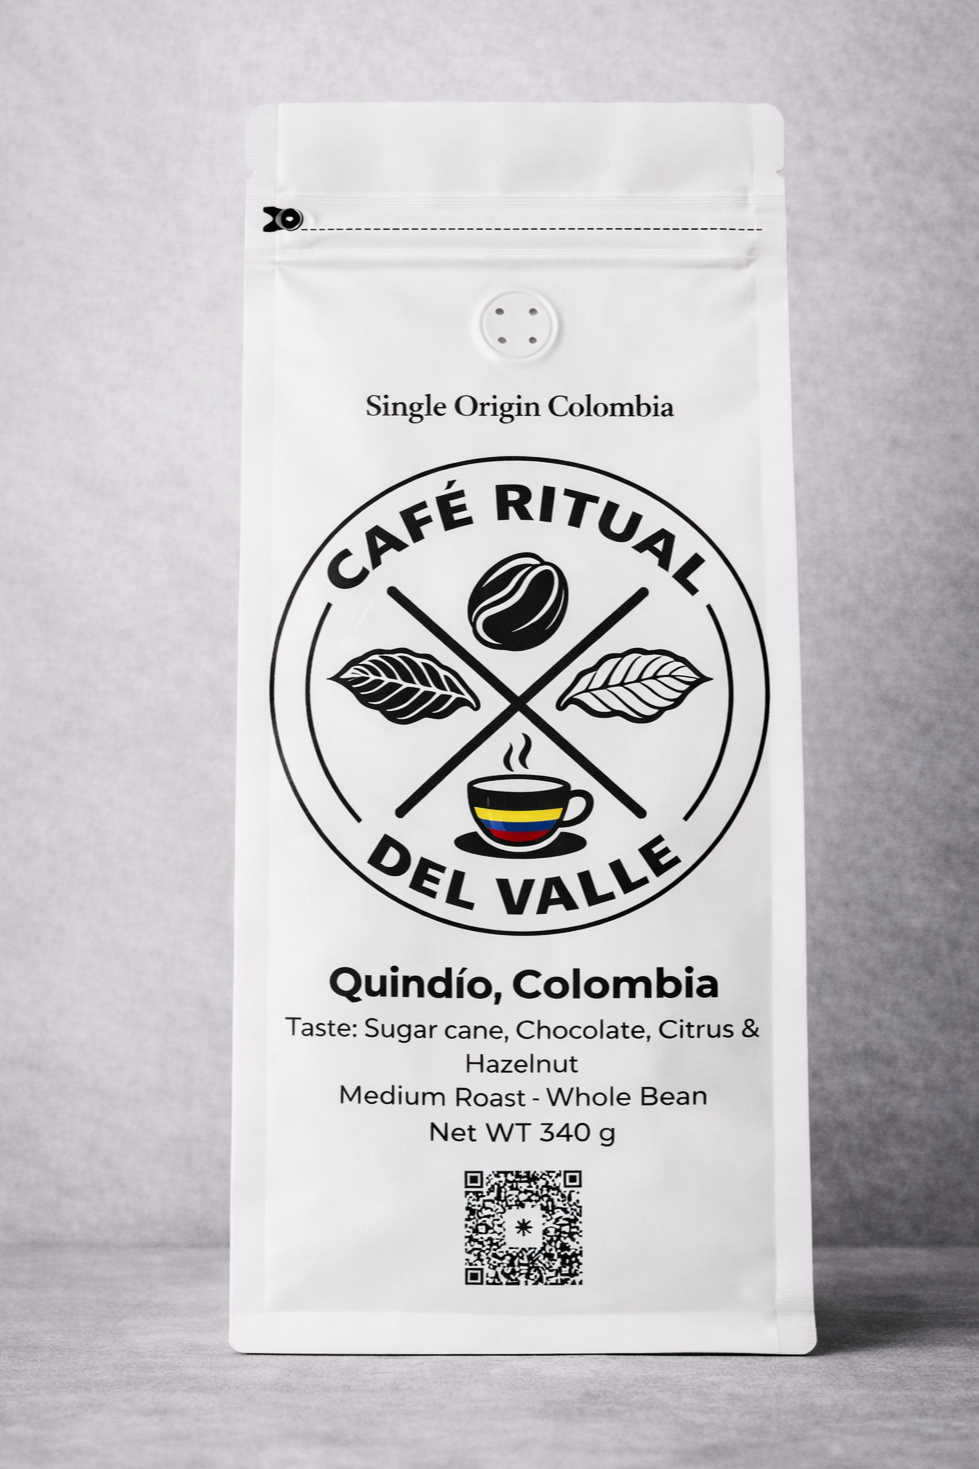 Single Origin Colombia
CAFÉ RITUAL
DEL VALLE
Quindío, Colombia
Taste: Sugar cane, Chocolate, Citrus &
Hazelnut
Medium Roast - Whole Bean
Net WT 340 g